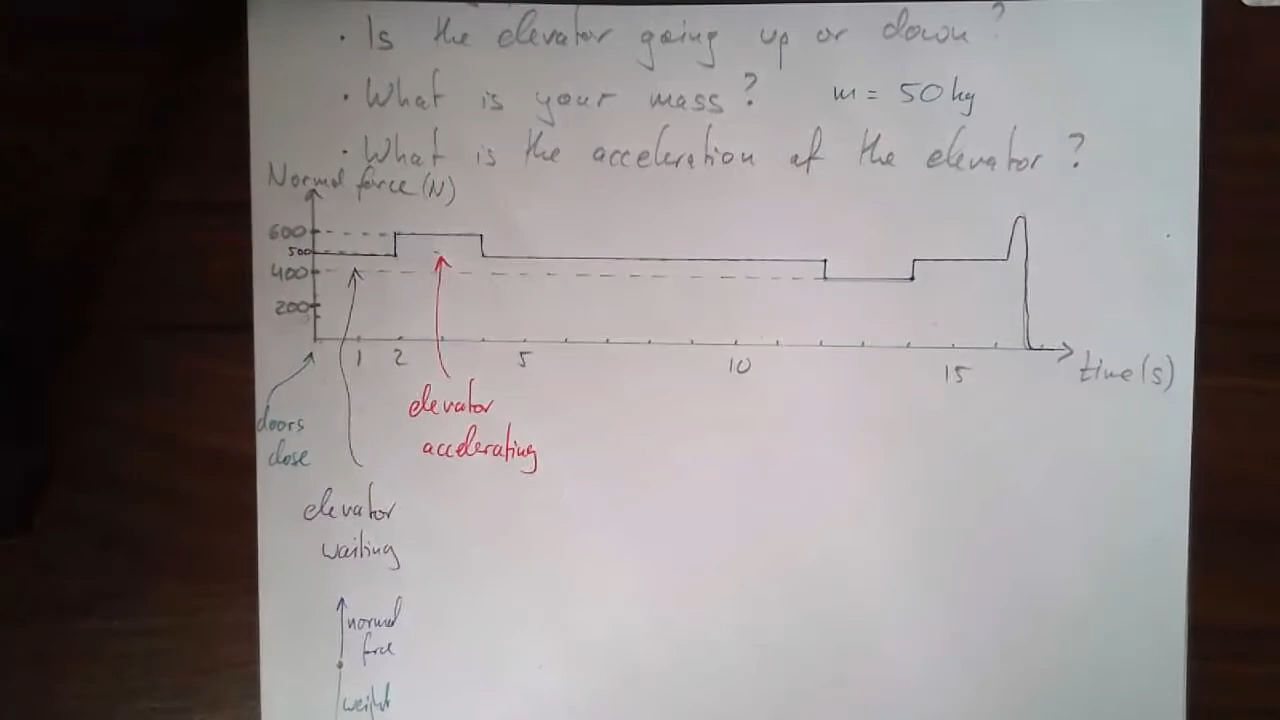 · Is the elevator going up or down?
· What is your mass? m = 50 kg
· What is the acceleration of the elevator?
Normal force (N)
600
500
400
200
1 2 5 10 15 time (s)
doors
close
elevator
accelerating
elevator
waiting
normal
force
weight